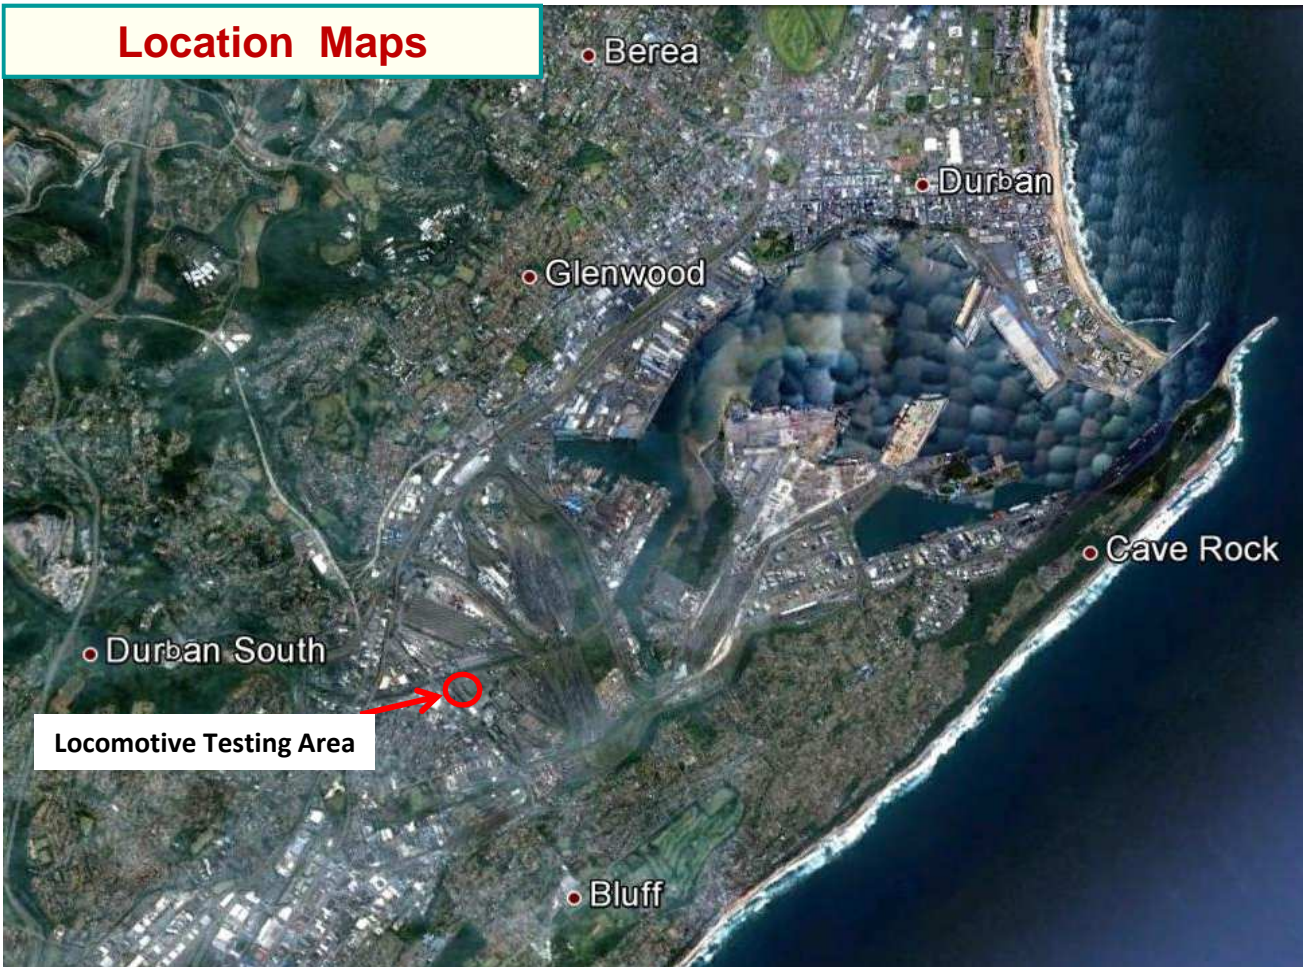 Location Maps
Berea
Durban
Glenwood
Cave Rock
Durban South
Locomotive Testing Area
Bluff